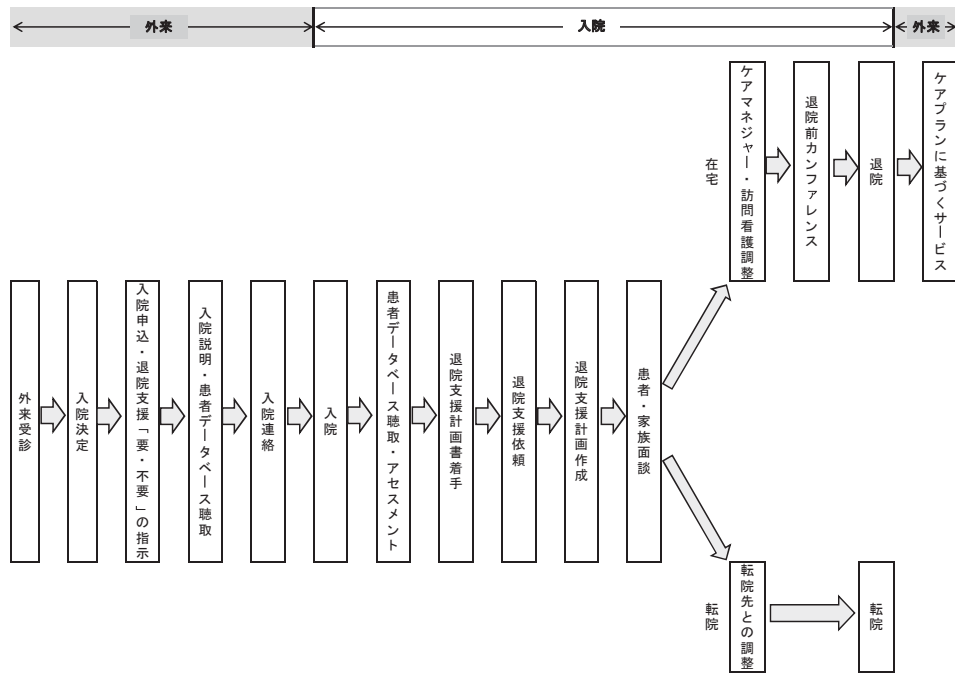 外来
入院
外来
外来受診
入院決定
入院申込・退院支援「要・不要」の指示
入院説明・患者データベース聴取
入院連絡
入院
患者データベース聴取・アセスメント
退院支援計画書着手
退院支援依頼
退院支援計画作成
患者・家族面談
在宅
ケアマネジャー・訪問看護調整
退院前カンファレンス
退院
ケアプランに基づくサービス
転院
転院先との調整
転院